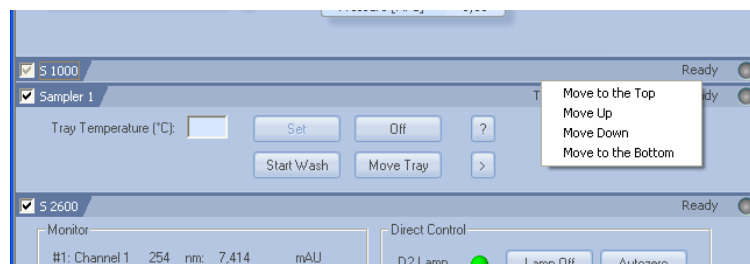 S 1000 Ready
Sampler 1
Move to the Top
Move Up
Move Down
Move to the Bottom
Tray Temperature (°C): Set Off ?
Start Wash Move Tray >
S 2600 Ready
Monitor Direct Control
#1: Channel 1 254 nm: 7,414 mAU
D2 Lamp Lamp Off Autozero